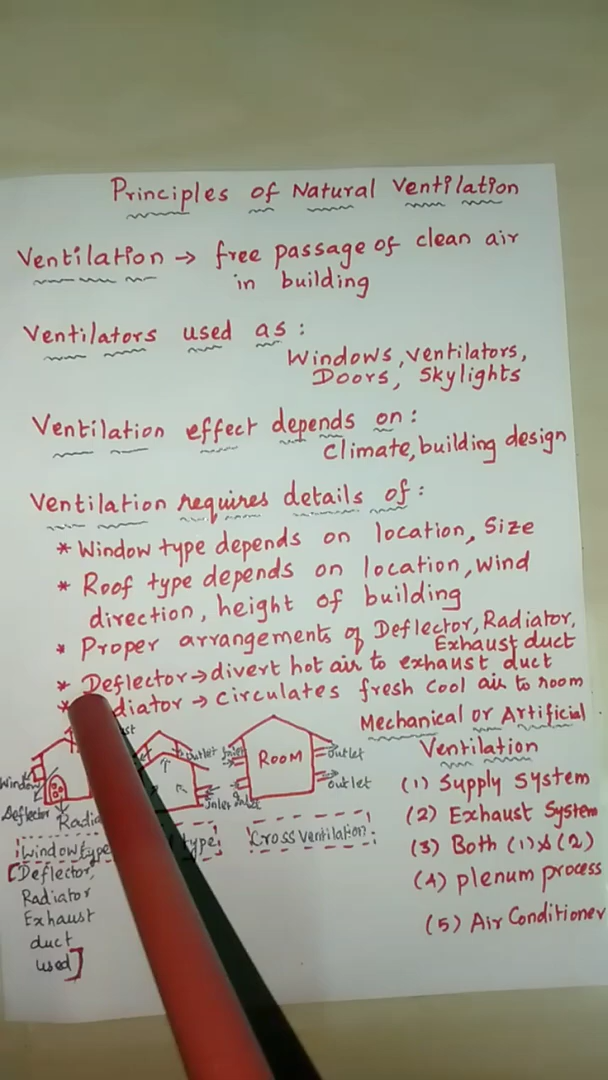 Principles of Natural Ventilation
Ventilation → free passage of clean air
in building
Ventilators used as :
Windows, ventilators,
Doors, Skylights
Ventilation effect depends on :
Climate, building design
Ventilation requires details of :
* Window type depends on location, Size
* Roof type depends on location, wind
direction, height of building
* Proper arrangements of Deflector, Radiator,
Exhaust duct
* Deflector → divert hot air to exhaust duct
* diator → circulates fresh cool air to room
Mechanical or Artificial
Ventilation
(1) Supply System
(2) Exhaust System
(3) Both (1) & (2)
(4) plenum process
(5) Air Conditioner
Window
Deflector
outlet
Inlet
Inlet
ROOM
outlet
outlet
Inlet
Window type
type
Cross ventilation
[Deflector,
Radiator
Exhaust
duct
used]